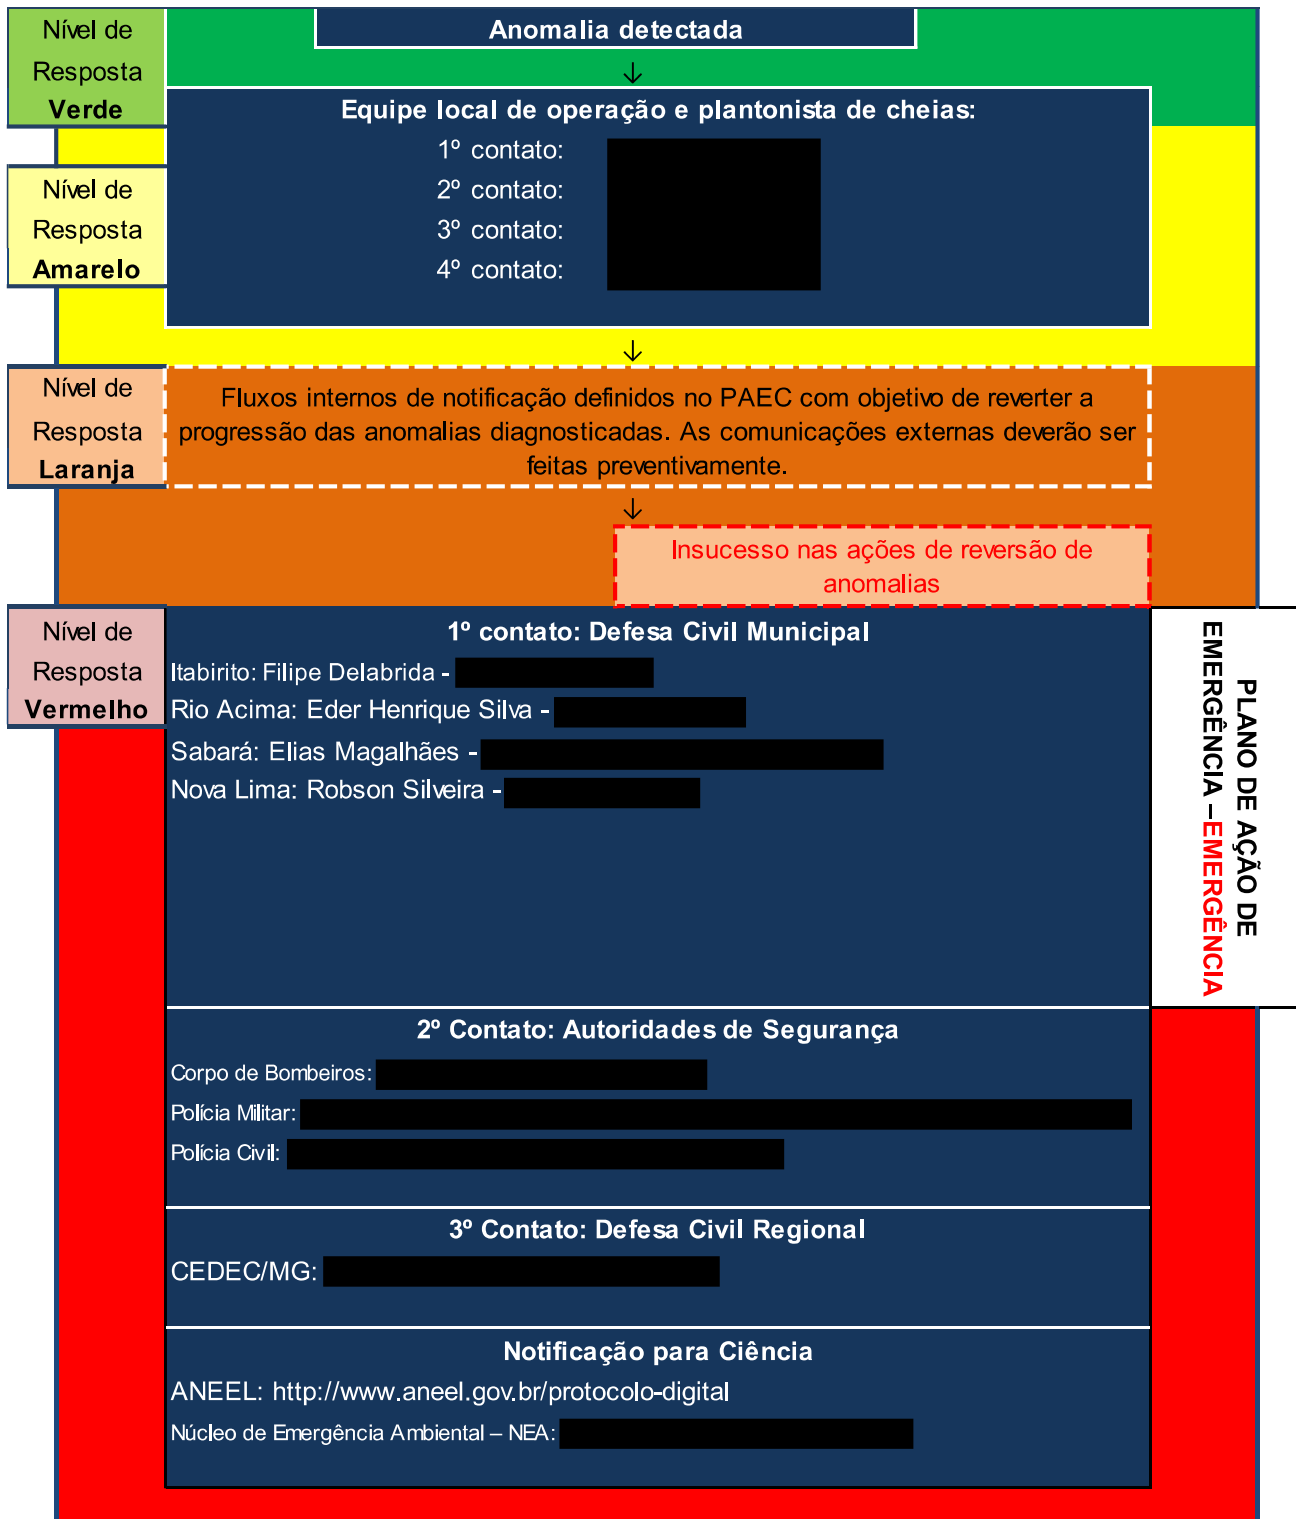 Nível de
Resposta
Verde
Anomalia detectada
↓
Equipe local de operação e plantonista de cheias:
1º contato:
2º contato:
3º contato:
4º contato:
Nível de
Resposta
Amarelo
↓
Nível de
Resposta
Laranja
Fluxos internos de notificação definidos no PAEC com objetivo de reverter a
progressão das anomalias diagnosticadas. As comunicações externas deverão ser
feitas preventivamente.
↓
Insucesso nas ações de reversão de
anomalias
Nível de
Resposta
Vermelho
1º contato: Defesa Civil Municipal
Itabirito: Filipe Delabrida -
Rio Acima: Eder Henrique Silva -
Sabará: Elias Magalhães -
Nova Lima: Robson Silveira -
PLANO DE AÇÃO DE
EMERGÊNCIA –EMERGÊNCIA
2º Contato: Autoridades de Segurança
Corpo de Bombeiros:
Polícia Militar:
Polícia Civil:
3º Contato: Defesa Civil Regional
CEDEC/MG:
Notificação para Ciência
ANEEL: http://www.aneel.gov.br/protocolo-digital
Núcleo de Emergência Ambiental – NEA: